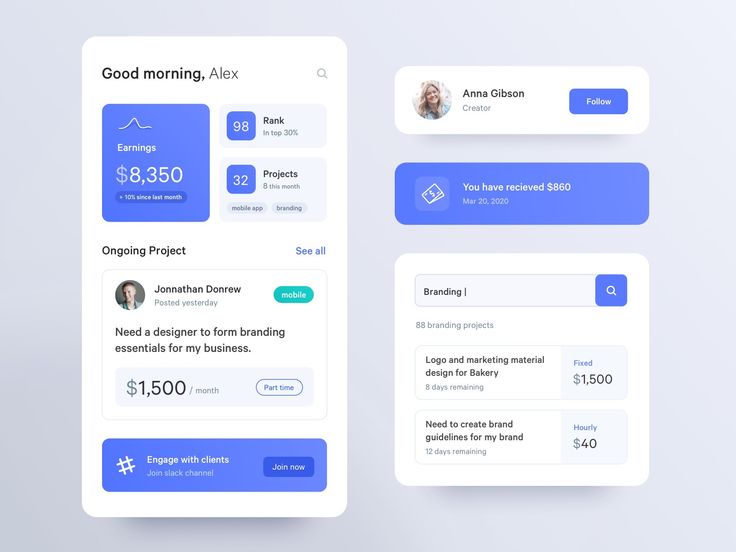 Good morning, Alex
Earnings
$8,350
+ 10% since last month
98
Rank
In top 30%
32
Projects
8 this month
mobile app
branding
Ongoing Project
See all
Jonnathan Donrew
Posted yesterday
mobile
Need a designer to form branding
essentials for my business.
$1,500 / month
Part time
Engage with clients
Join slack channel
Join now
Anna Gibson
Creator
Follow
You have recieved $860
Mar 20, 2020
Branding |
88 branding projects
Logo and marketing material
design for Bakery
8 days remaining
Fixed
$1,500
Need to create brand
guidelines for my brand
12 days remaining
Hourly
$40